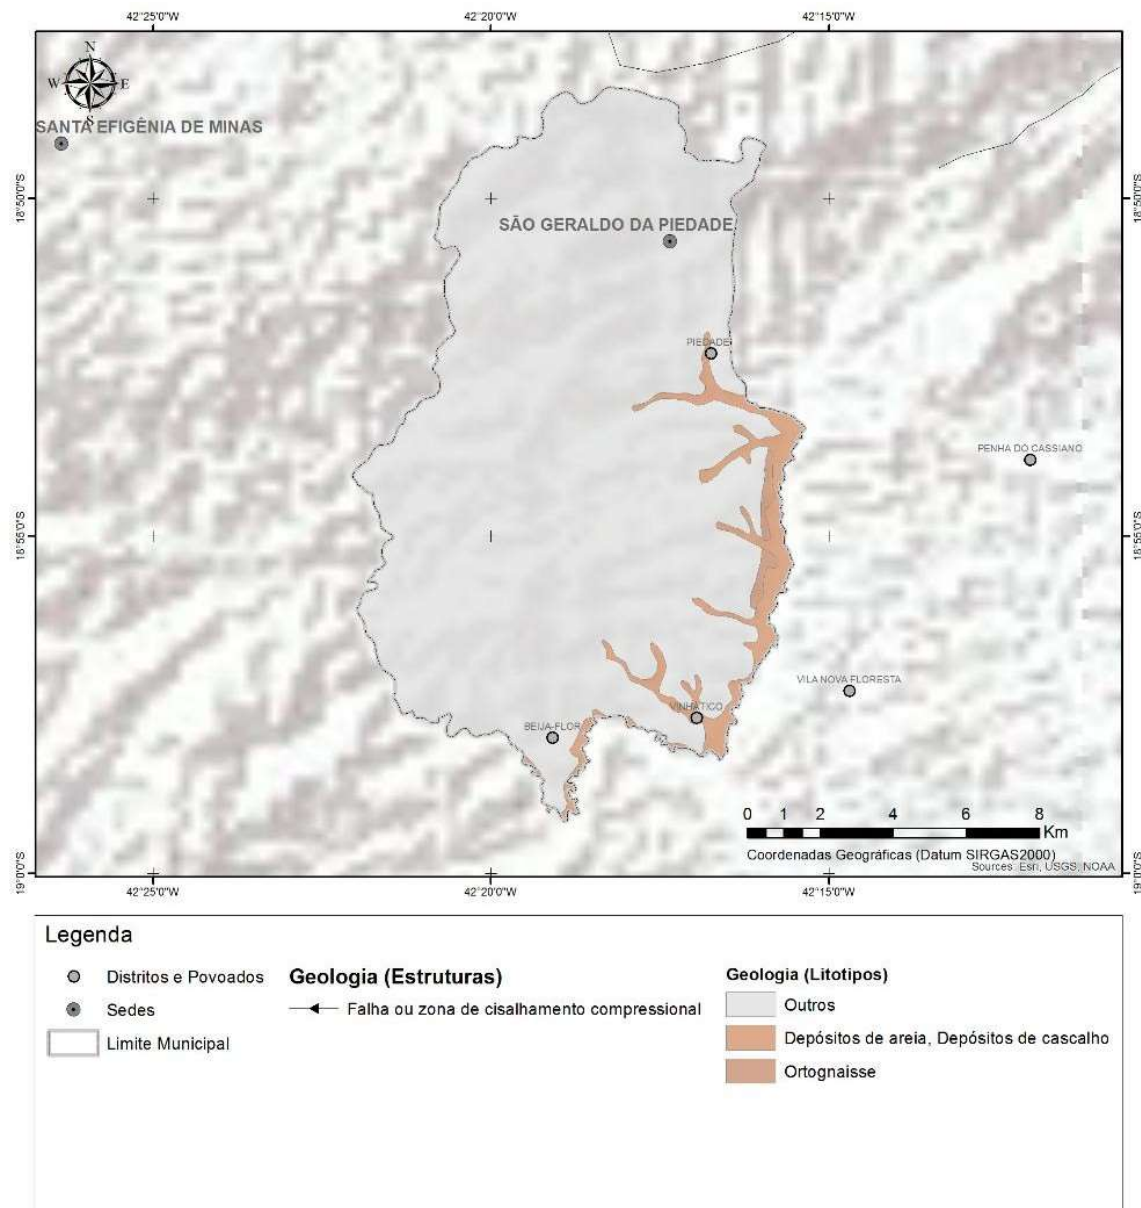 42°25'0"W 42°20'0"W 42°15'0"W
N
W E
S
SANTA EFIGÊNIA DE MINAS
18°50'0"S 18°50'0"S
SÃO GERALDO DA PIEDADE
PIEDADE
PENHA DO CASSIANO
18°55'0"S 18°55'0"S
VILA NOVA FLORESTA
VINHÁTICO
BEIJA-FLOR
0 1 2 4 6 8
Km
Coordenadas Geográficas (Datum SIRGAS2000)
Sources: Esri, USGS, NOAA
19°0'0"S 19°0'0"S
42°25'0"W 42°20'0"W 42°15'0"W
Legenda
Distritos e Povoados
Sedes
Limite Municipal
Geologia (Estruturas)
Falha ou zona de cisalhamento compressional
Geologia (Litotipos)
Outros
Depósitos de areia, Depósitos de cascalho
Ortognaisse